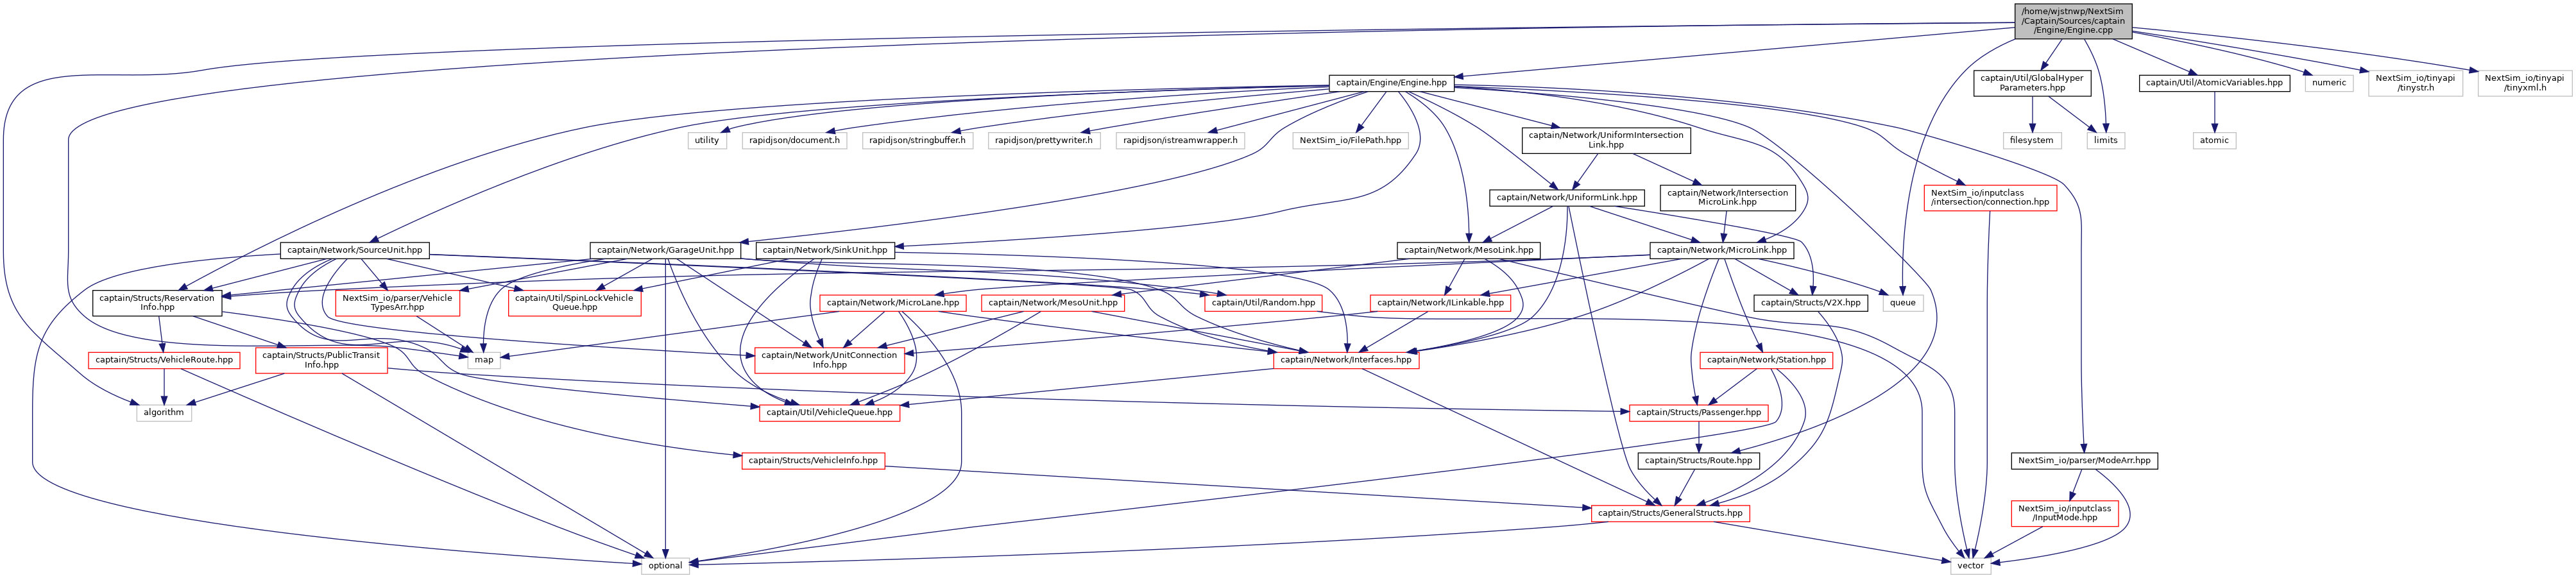 /home/wjstnwp/NextSim
/Captain/Sources/captain
/Engine/Engine.cpp
captain/Engine/Engine.hpp
captain/Util/GlobalHyper
Parameters.hpp
captain/Util/AtomicVariables.hpp
numeric
NextSim_io/tinyapi
/tinystr.h
NextSim_io/tinyapi
/tinyxml.h
utility
rapidjson/document.h
rapidjson/stringbuffer.h
rapidjson/prettywriter.h
rapidjson/istreamwrapper.h
NextSim_io/FilePath.hpp
captain/Network/UniformIntersection
Link.hpp
filesystem
limits
atomic
captain/Network/UniformLink.hpp
captain/Network/Intersection
MicroLink.hpp
NextSim_io/inputclass
/intersection/connection.hpp
captain/Network/SourceUnit.hpp
captain/Network/GarageUnit.hpp
captain/Network/SinkUnit.hpp
captain/Network/MesoLink.hpp
captain/Network/MicroLink.hpp
captain/Structs/Reservation
Info.hpp
NextSim_io/parser/Vehicle
TypesArr.hpp
captain/Util/SpinLockVehicle
Queue.hpp
captain/Network/MicroLane.hpp
captain/Network/MesoUnit.hpp
captain/Util/Random.hpp
captain/Network/ILinkable.hpp
captain/Structs/V2X.hpp
queue
captain/Structs/VehicleRoute.hpp
captain/Structs/PublicTransit
Info.hpp
map
captain/Network/UnitConnection
Info.hpp
captain/Network/Interfaces.hpp
captain/Network/Station.hpp
algorithm
captain/Util/VehicleQueue.hpp
captain/Structs/Passenger.hpp
captain/Structs/VehicleInfo.hpp
captain/Structs/Route.hpp
NextSim_io/parser/ModeArr.hpp
captain/Structs/GeneralStructs.hpp
NextSim_io/inputclass
/InputMode.hpp
optional
vector